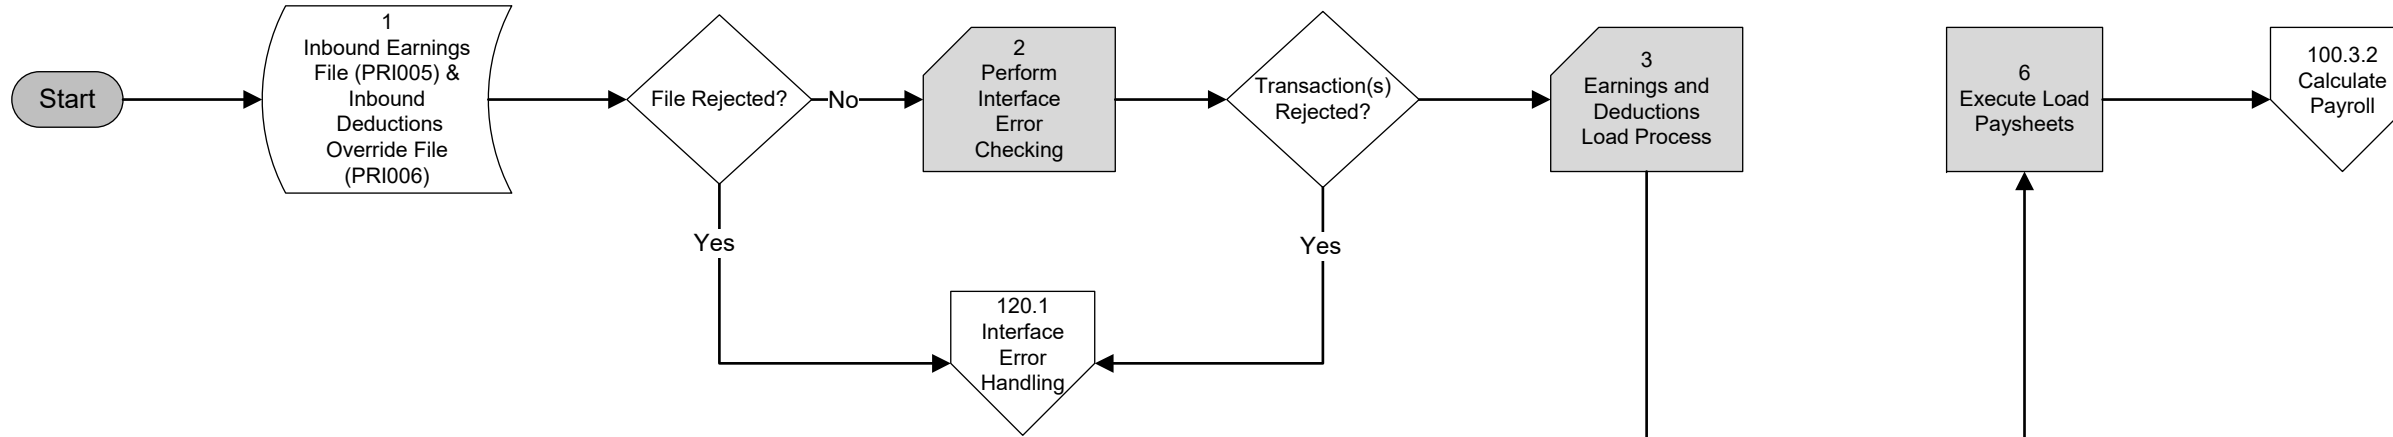 Start
1
Inbound Earnings
File (PRI005) &
Inbound
Deductions
Override File
(PRI006)
File Rejected?
No
Yes
2
Perform
Interface
Error
Checking
Transaction(s)
Rejected?
Yes
120.1
Interface
Error
Handling
3
Earnings and
Deductions
Load Process
6
Execute Load
Paysheets
100.3.2
Calculate
Payroll